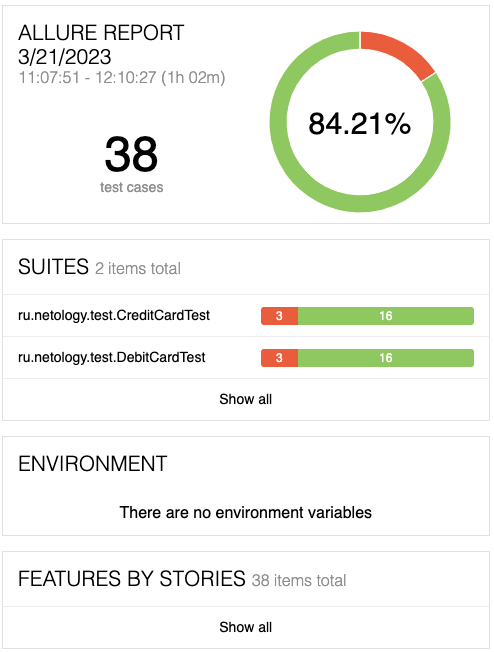 ALLURE REPORT
3/21/2023
11:07:51 - 12:10:27 (1h 02m)
38
test cases
84.21%
SUITES 2 items total
ru.netology.test.CreditCardTest 3 16
ru.netology.test.DebitCardTest 3 16
Show all
ENVIRONMENT
There are no environment variables
FEATURES BY STORIES 38 items total
Show all